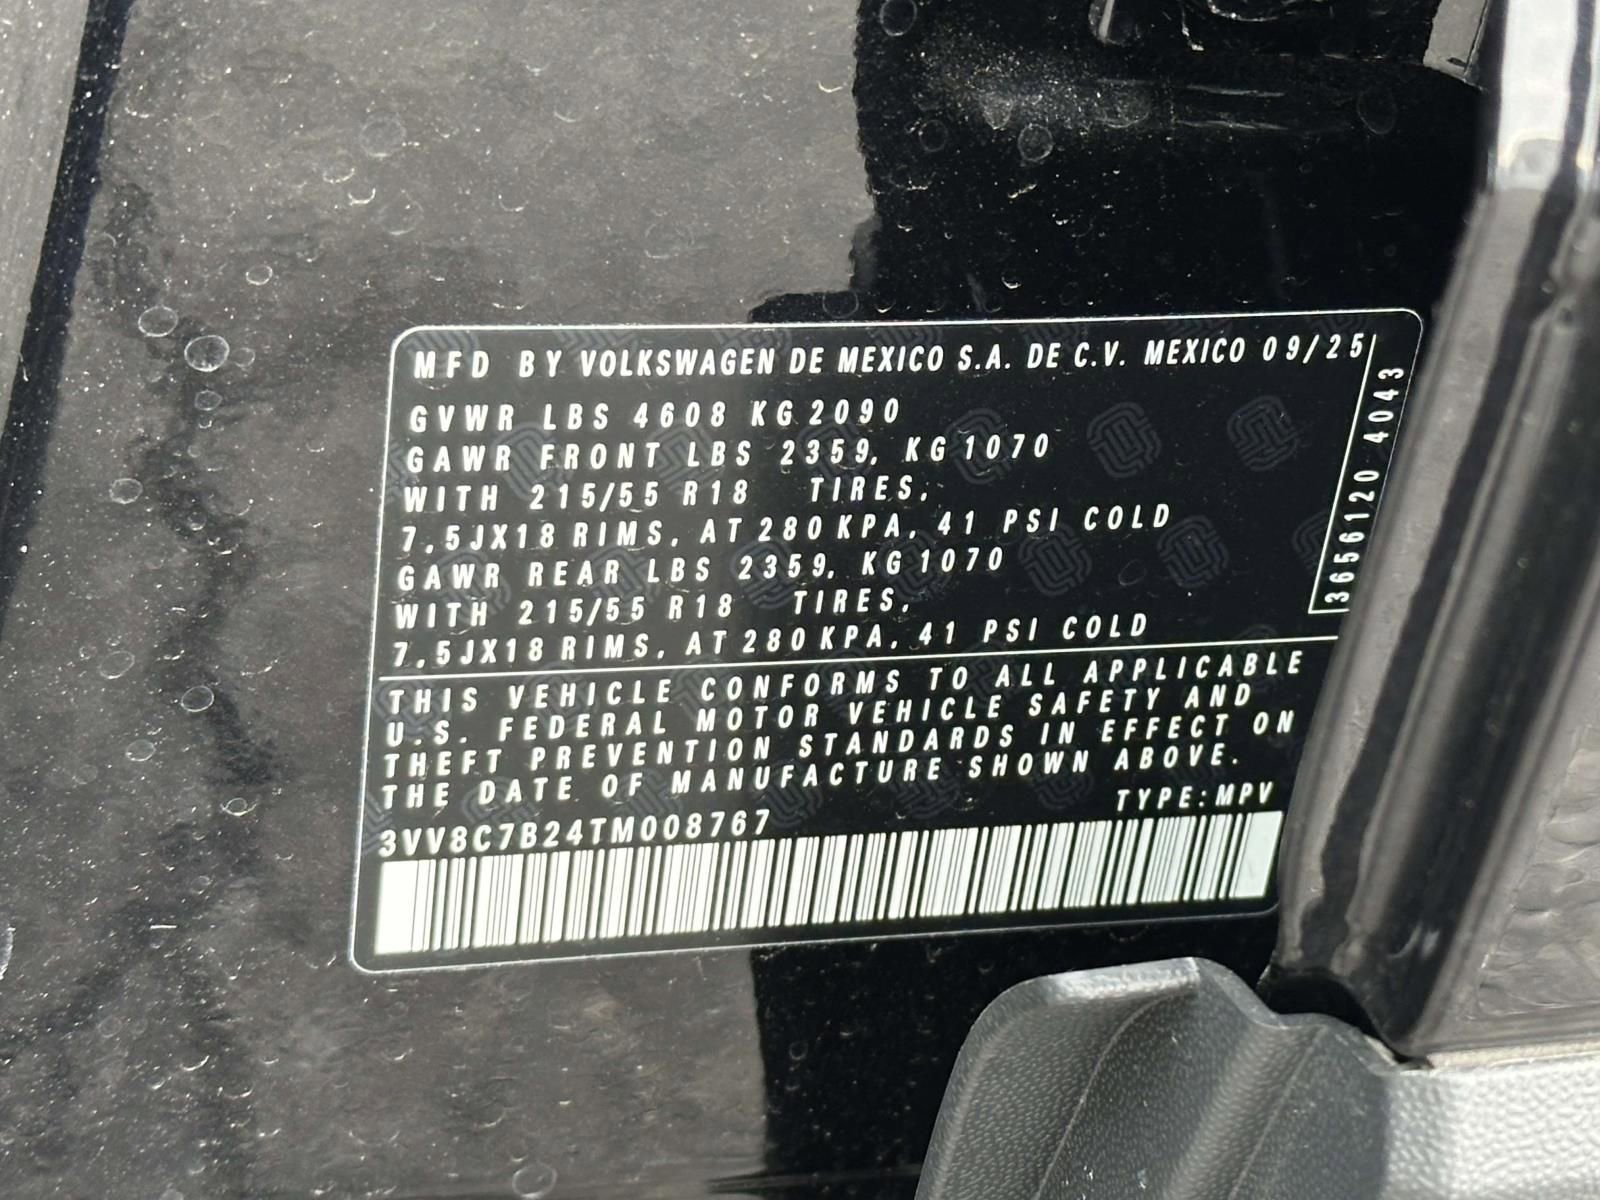 MFD BY VOLKSWAGEN DE MEXICO S.A. DE C.V. MEXICO 09/25
GVWR LBS 4608 KG 2090
GAWR FRONT LBS 2359, KG 1070
WITH 215/55 R18 TIRES,
7,5JX18 RIMS, AT 280 KPA, 41 PSI COLD
GAWR REAR LBS 2359, KG 1070
WITH 215/55 R18 TIRES,
7,5JX18 RIMS, AT 280 KPA, 41 PSI COLD
3656120 4043
THIS VEHICLE CONFORMS TO ALL APPLICABLE
U.S. FEDERAL MOTOR VEHICLE SAFETY AND
THEFT PREVENTION STANDARDS IN EFFECT ON
THE DATE OF MANUFACTURE SHOWN ABOVE.
TYPE:MPV
3VV8C7B24TM008767